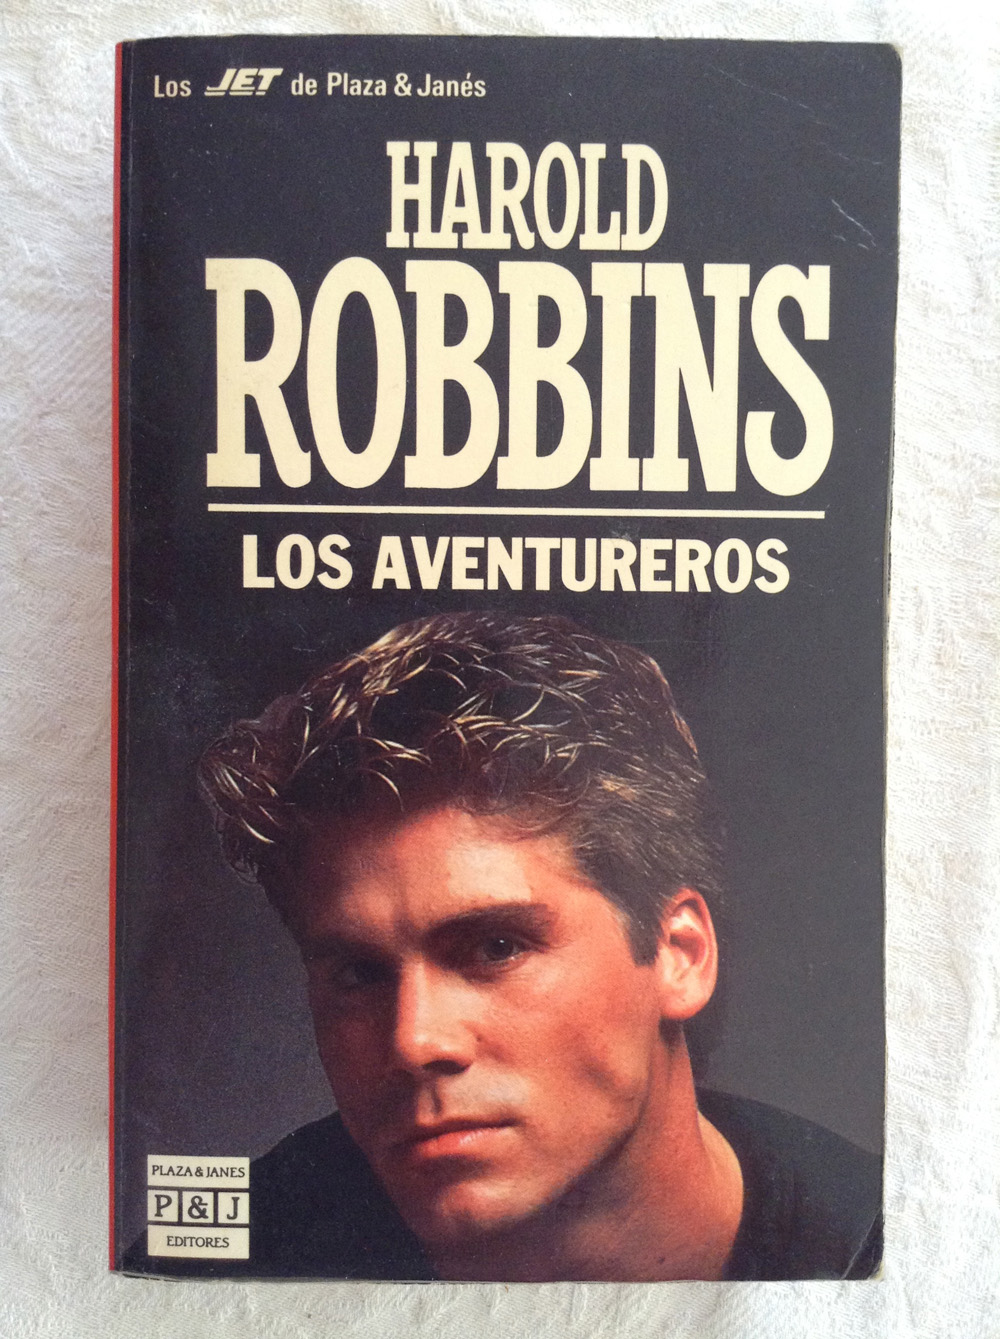 Los JET de Plaza & Janés
HAROLD
ROBBINS
LOS AVENTUREROS
PLAZA & JANES
P & J
EDITORES